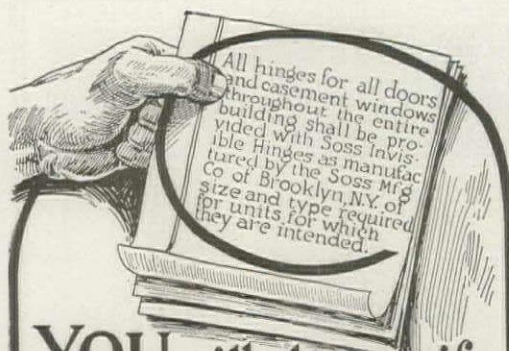 All hinges for all doors
and casement windows
throughout the entire
building shall be pro-
vided with Soss Invis-
ible Hinges as manufac
tured by the Soss Mfg
Co of Brooklyn, N.Y. of
size and type required
for units for which
they are intended.
YOU